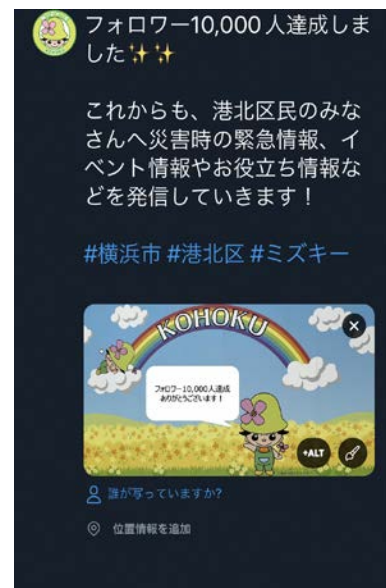 フォロワー10,000人達成しま
した✨✨
これからも、港北区民のみな
さんへ災害時の緊急情報、イ
ベント情報やお役立ち情報な
どを発信していきます！
#横浜市 #港北区 #ミズキー
KOHOKU
フォロワー10,000人達成
ありがとうございます！
+ALT
誰が写っていますか?
位置情報を追加